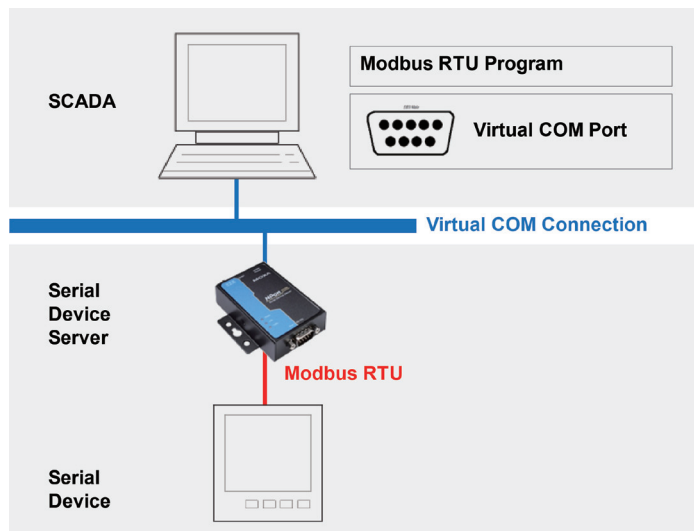 SCADA
Modbus RTU Program
Virtual COM Port
Virtual COM Connection
Serial
Device
Server
Modbus RTU
Serial
Device